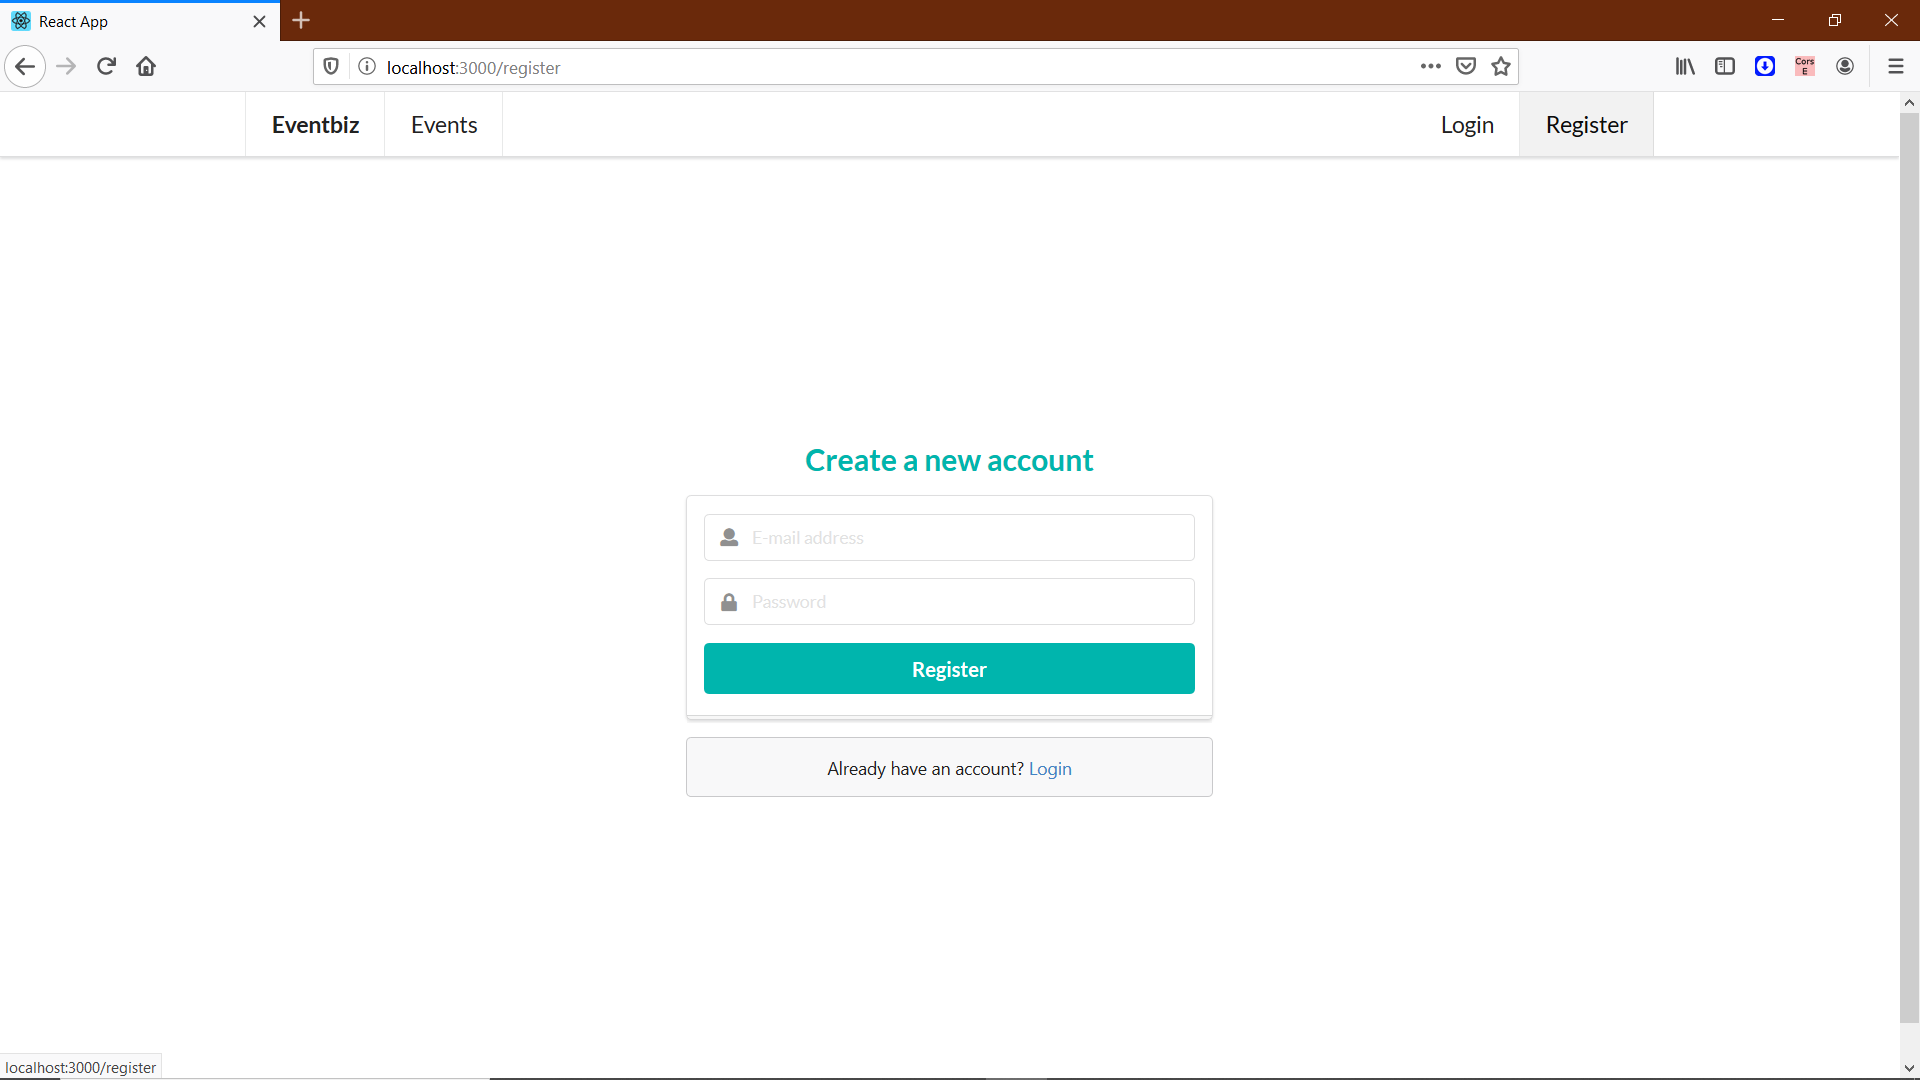 React App
localhost:3000/register
Cors
E
Eventbiz
Events
Login
Register
Create a new account
E-mail address
Password
Register
Already have an account? Login
localhost:3000/register